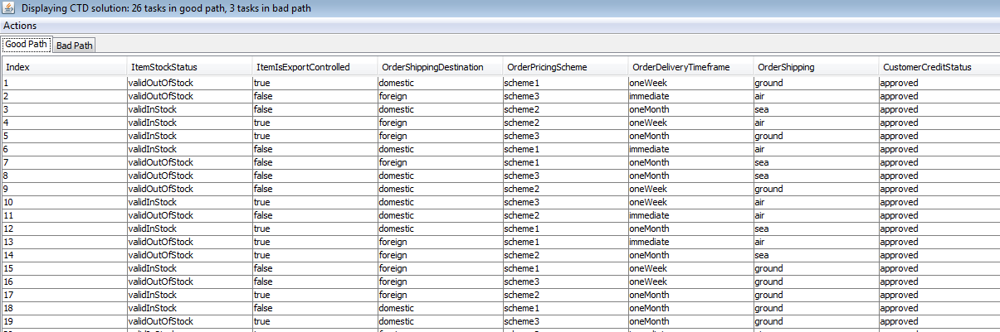 Displaying CTD solution: 26 tasks in good path, 3 tasks in bad path
Actions
Good Path Bad Path
Index ItemStockStatus ItemIsExportControlled OrderShippingDestination OrderPricingScheme OrderDeliveryTimeframe OrderShipping CustomerCreditStatus
1 validOutOfStock true domestic scheme1 oneWeek ground approved
2 validOutOfStock false foreign scheme3 immediate air approved
3 validInStock false domestic scheme2 oneMonth sea approved
4 validInStock true foreign scheme2 oneWeek air approved
5 validInStock true foreign scheme3 oneMonth ground approved
6 validInStock false domestic scheme1 immediate air approved
7 validOutOfStock false foreign scheme1 oneMonth sea approved
8 validOutOfStock false domestic scheme3 oneMonth sea approved
9 validOutOfStock false domestic scheme2 oneWeek ground approved
10 validInStock true domestic scheme3 oneWeek air approved
11 validOutOfStock false domestic scheme2 immediate air approved
12 validInStock true domestic scheme1 oneMonth sea approved
13 validOutOfStock true foreign scheme1 immediate air approved
14 validOutOfStock true foreign scheme2 oneMonth sea approved
15 validInStock false foreign scheme1 oneWeek ground approved
16 validOutOfStock false foreign scheme3 oneWeek ground approved
17 validInStock true foreign scheme2 oneMonth ground approved
18 validInStock false domestic scheme1 oneMonth ground approved
19 validOutOfStock true domestic scheme3 oneMonth ground approved